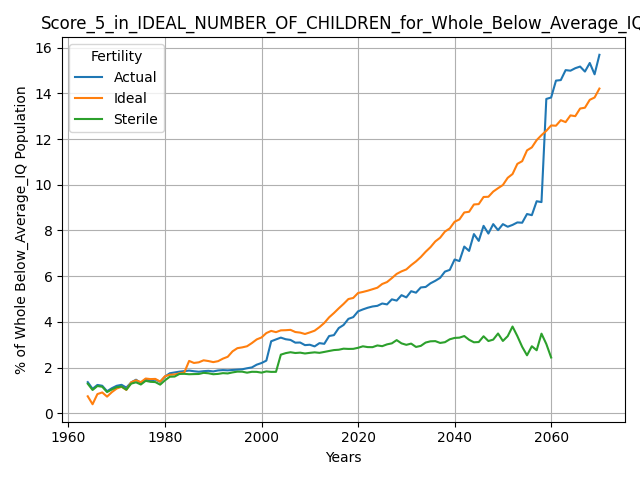 Score_5_in_IDEAL_NUMBER_OF_CHILDREN_for_Whole_Below_Average_IQ
Fertility
Actual
Ideal
Sterile
% of Whole Below_Average_IQ Population
16
14
12
10
8
6
4
2
0
1960 1980 2000 2020 2040 2060
Years